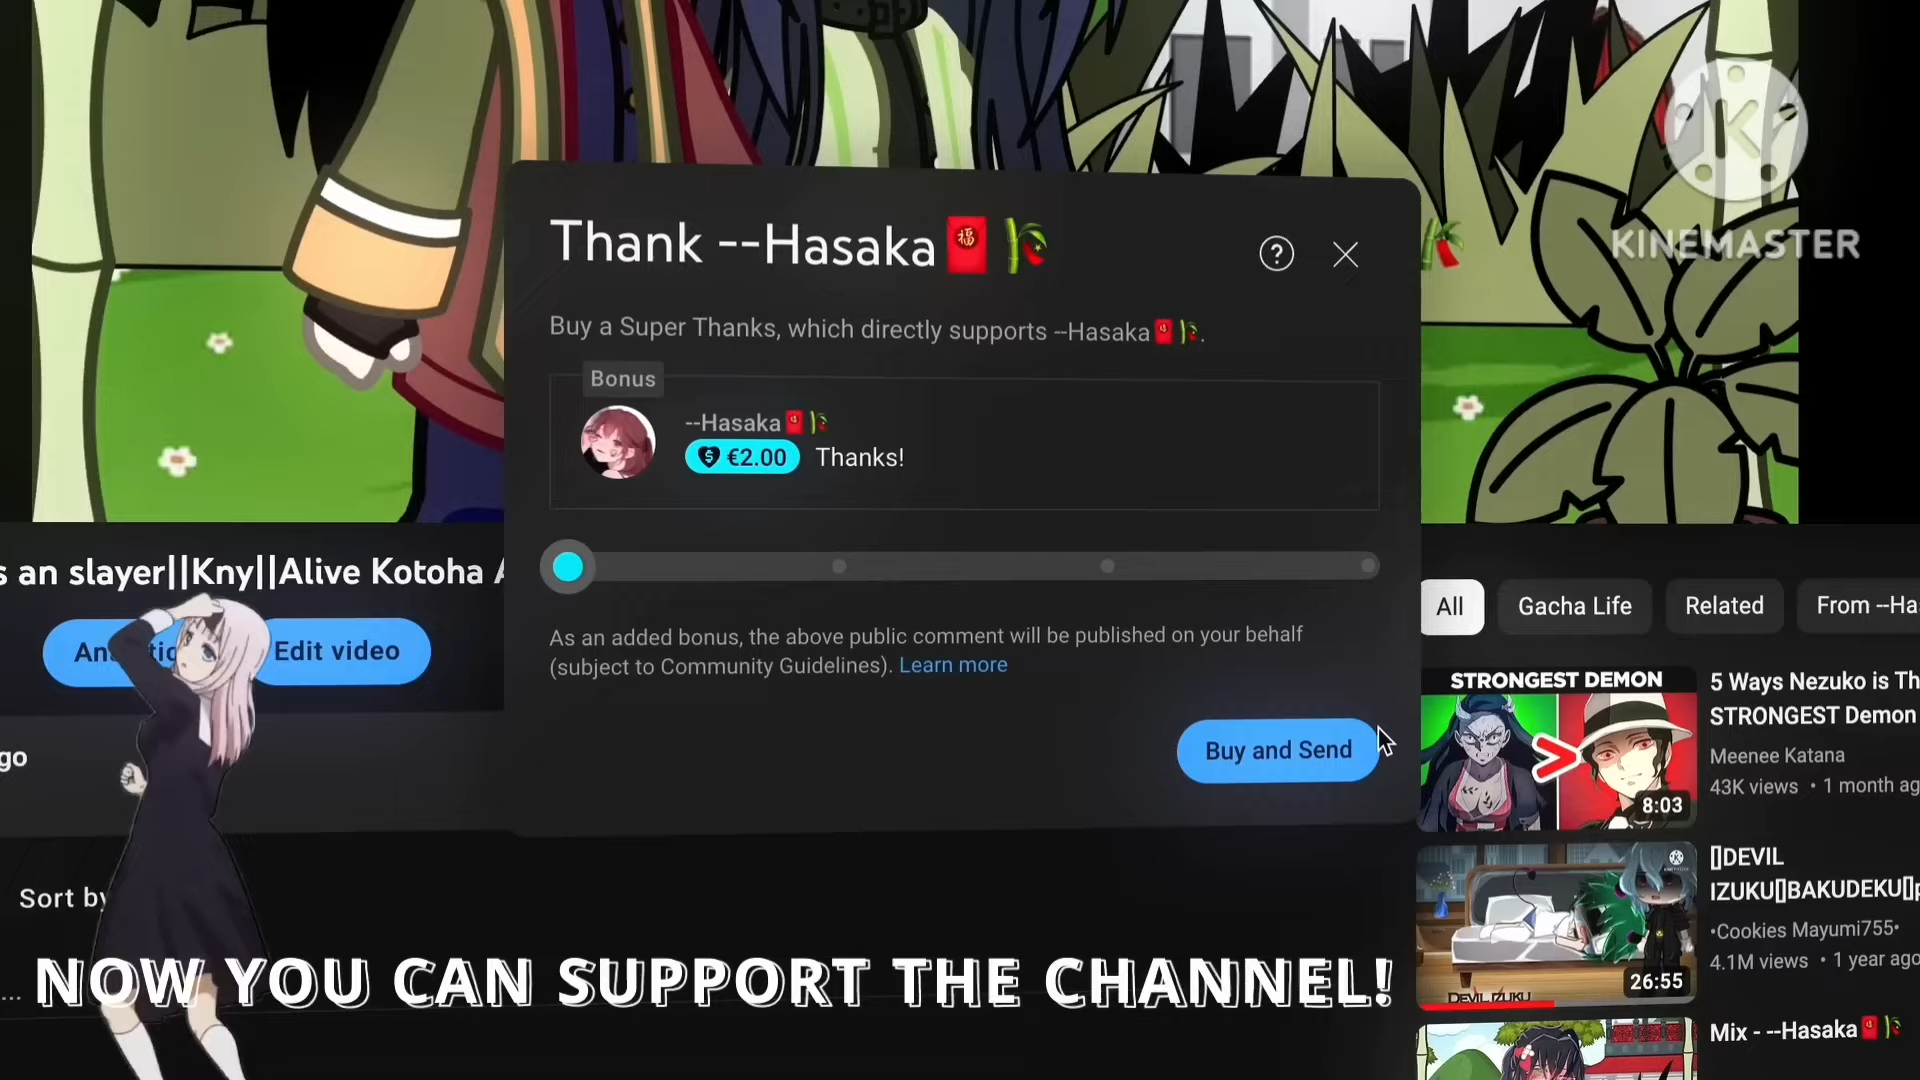 KINEMASTER
Thank --Hasaka🧧🎋
Buy a Super Thanks, which directly supports --Hasaka🧧🎋.
Bonus
--Hasaka🧧🎋
€2.00 Thanks!
As an added bonus, the above public comment will be published on your behalf
(subject to Community Guidelines). Learn more
Buy and Send
s an slayer||Kny||Alive Kotoha
Edit video
go
Sort by
NOW YOU CAN SUPPORT THE CHANNEL!
All
Gacha Life
Related
From --Ha
STRONGEST DEMON
8:03
5 Ways Nezuko is Th
STRONGEST Demon
Meenee Katana
43K views • 1 month ag
26:55
DEVIL IZUKU
[]DEVIL
IZUKU[]BAKUDEKU[]p
•Cookies Mayumi755•
4.1M views • 1 year ago
Mix - --Hasaka🧧🎋